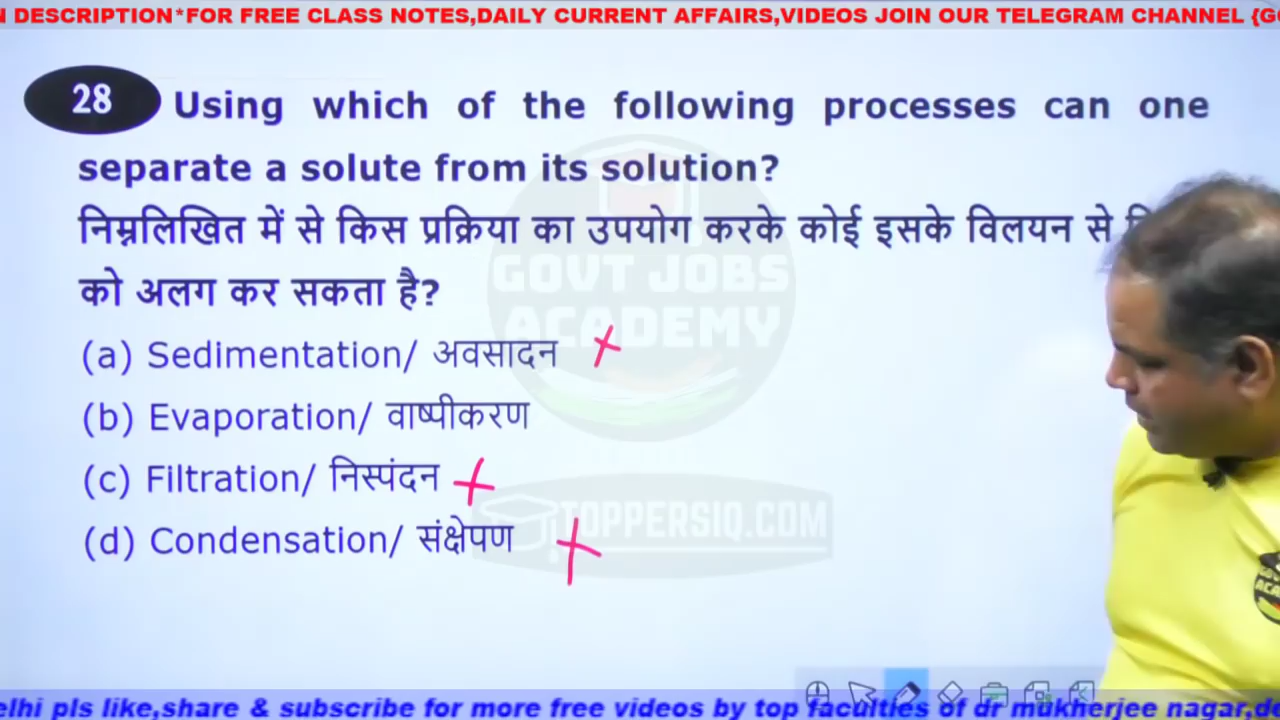 N DESCRIPTION*FOR FREE CLASS NOTES,DAILY CURRENT AFFAIRS,VIDEOS JOIN OUR TELEGRAM CHANNEL {G
28 Using which of the following processes can one
separate a solute from its solution?
निम्नलिखित में से किस प्रक्रिया का उपयोग करके कोई इसके विलयन से
को अलग कर सकता है?
GOVT JOBS
ACADEMY
(a) Sedimentation/ अवसादन
(b) Evaporation/ वाष्पीकरण
(c) Filtration/ निस्पंदन
TOPPERSIQ.COM
(d) Condensation/ संक्षेपण
elhi pls like,share & subscribe for more free videos by top faculties of dr mukherjee nagar,de